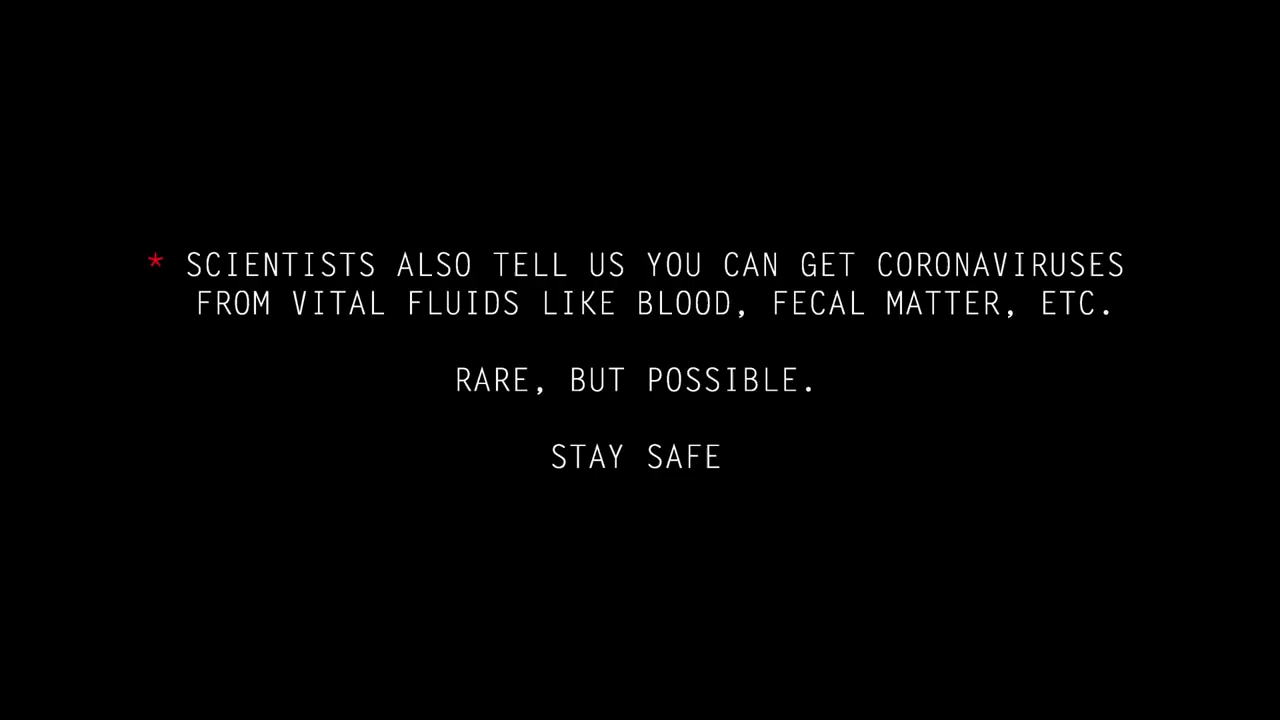 * SCIENTISTS ALSO TELL US YOU CAN GET CORONAVIRUSES
FROM VITAL FLUIDS LIKE BLOOD, FECAL MATTER, ETC.
RARE, BUT POSSIBLE.
STAY SAFE